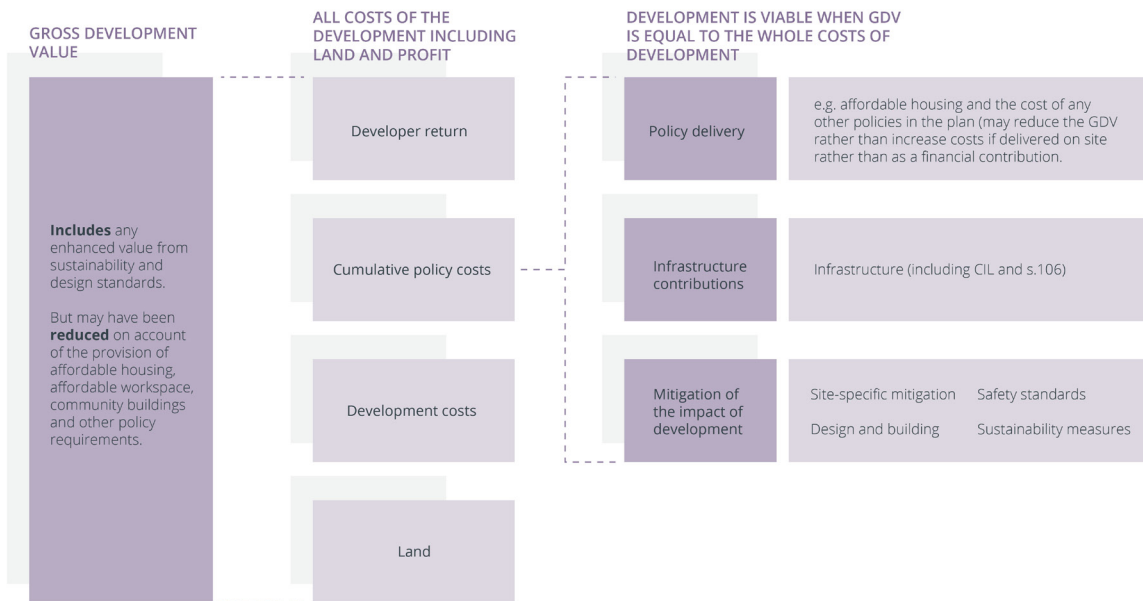 GROSS DEVELOPMENT
VALUE
Includes any
enhanced value from
sustainability and
design standards.
But may have been
reduced on account
of the provision of
affordable housing,
affordable workspace,
community buildings
and other policy
requirements.
ALL COSTS OF THE
DEVELOPMENT INCLUDING
LAND AND PROFIT
Developer return
Cumulative policy costs
Development costs
Land
DEVELOPMENT IS VIABLE WHEN GDV
IS EQUAL TO THE WHOLE COSTS OF
DEVELOPMENT
Policy delivery
e.g. affordable housing and the cost of any
other policies in the plan (may reduce the GDV
rather than increase costs if delivered on site
rather than as a financial contribution.
Infrastructure
contributions
Infrastructure (including CIL and s.106)
Mitigation of
the impact of
development
Site-specific mitigation Safety standards
Design and building Sustainability measures